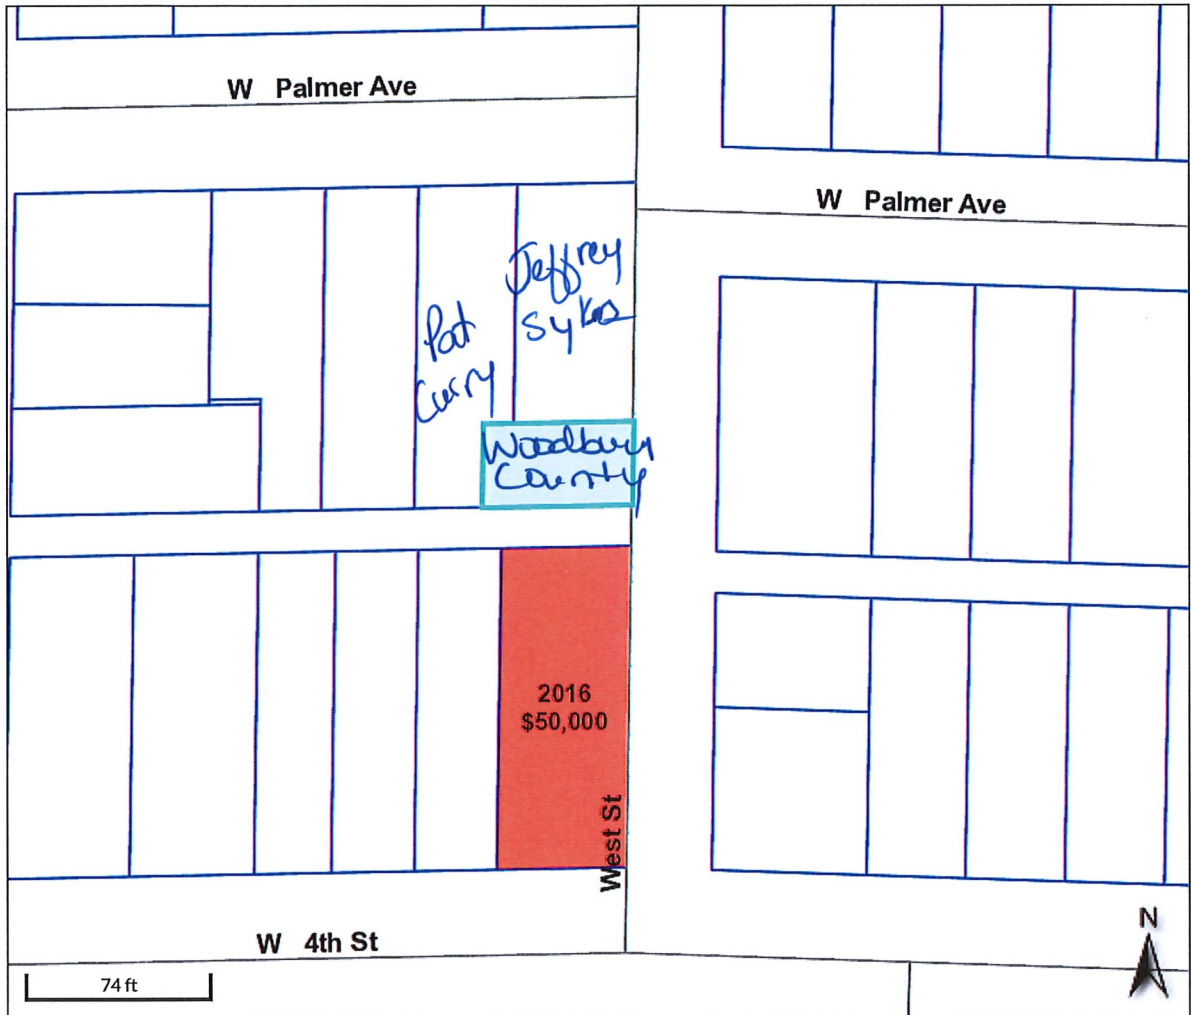 W Palmer Ave
W Palmer Ave
Jeffrey
Sykes
Pat
Curry
Woodbury
County
2016
$50,000
West St
W 4th St
N
74 ft